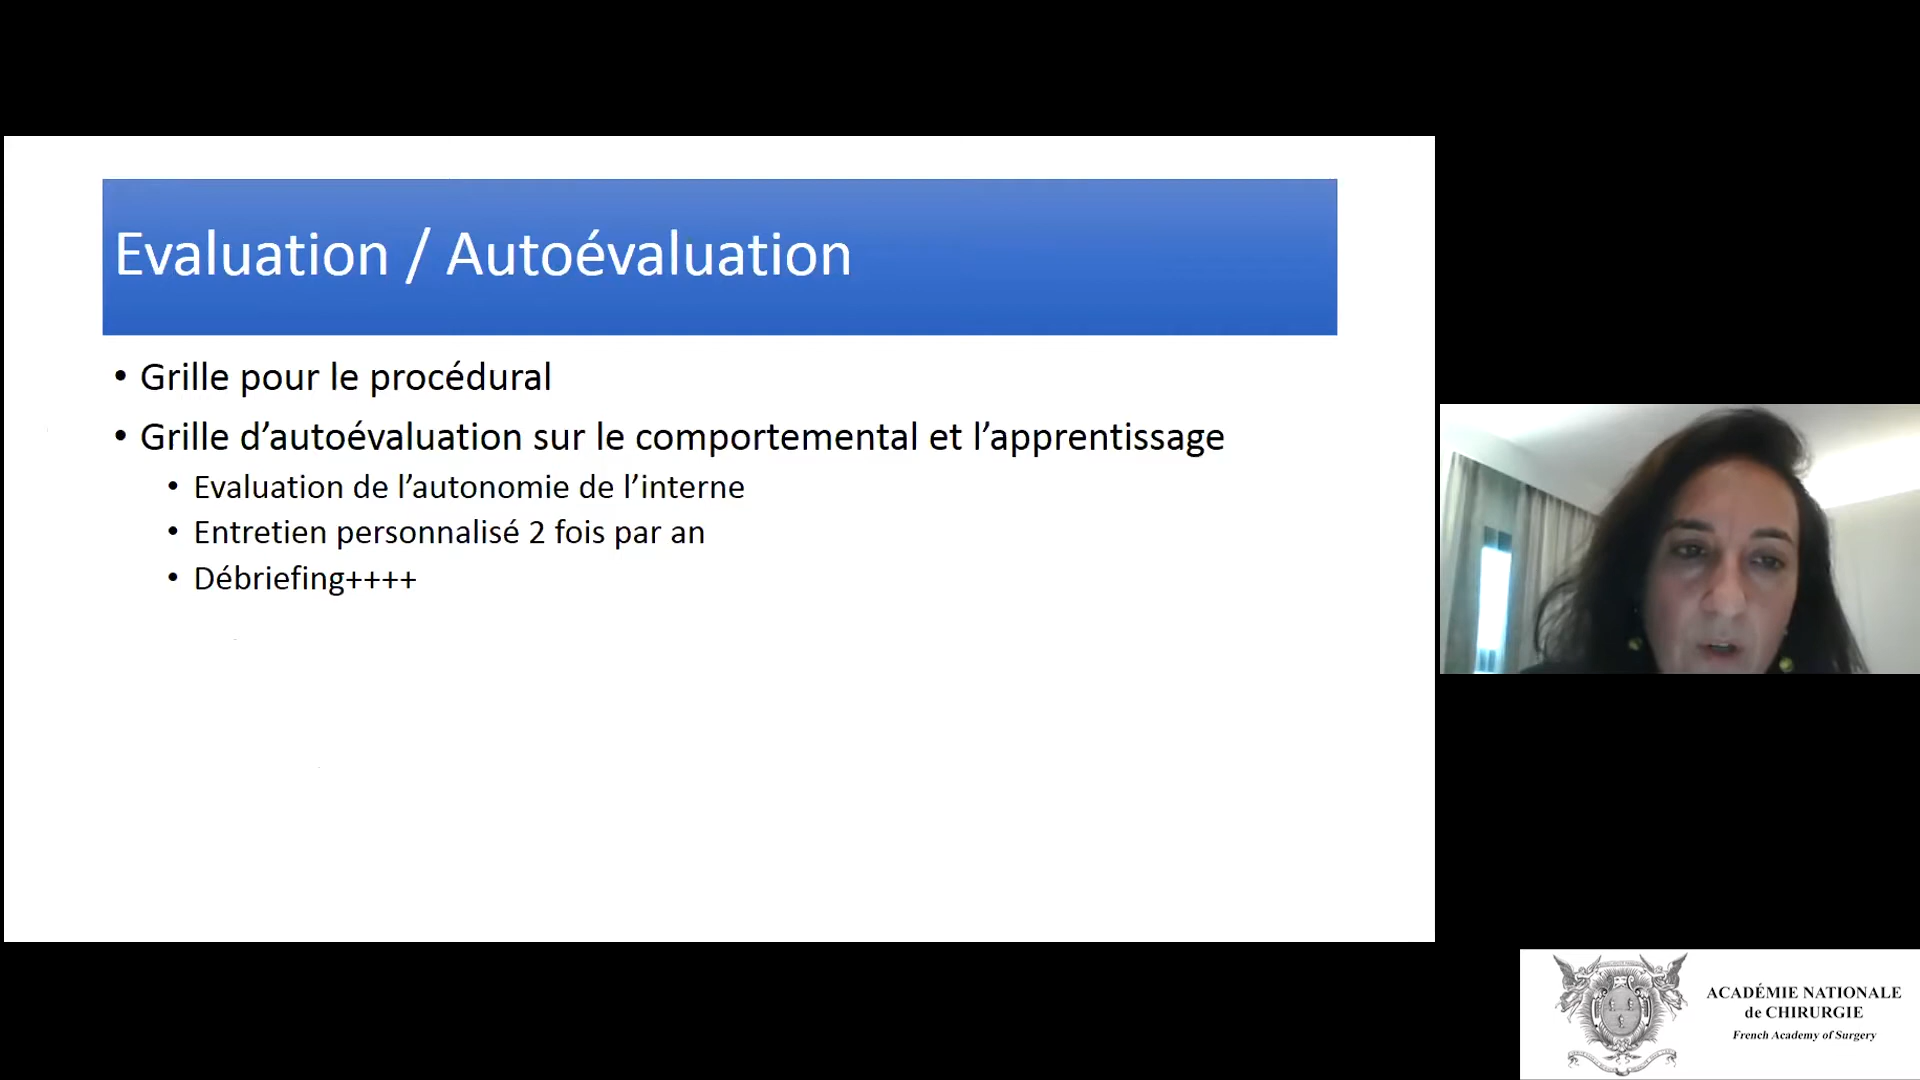 Evaluation / Autoévaluation
• Grille pour le procédural
• Grille d’autoévaluation sur le comportemental et l’apprentissage
• Evaluation de l’autonomie de l’interne
• Entretien personnalisé 2 fois par an
• Débriefing++++
ACADÉMIE NATIONALE
de CHIRURGIE
French Academy of Surgery